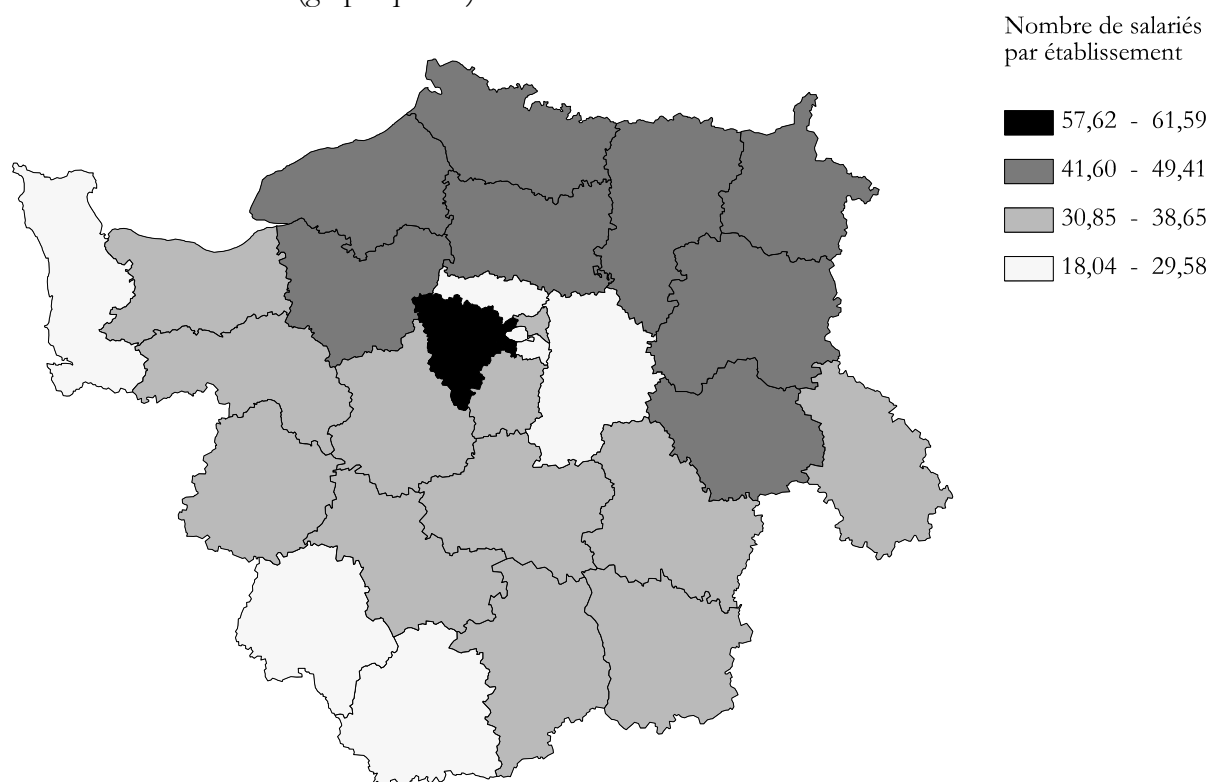 Nombre de salariés
par établissement
57,62 - 61,59
41,60 - 49,41
30,85 - 38,65
18,04 - 29,58